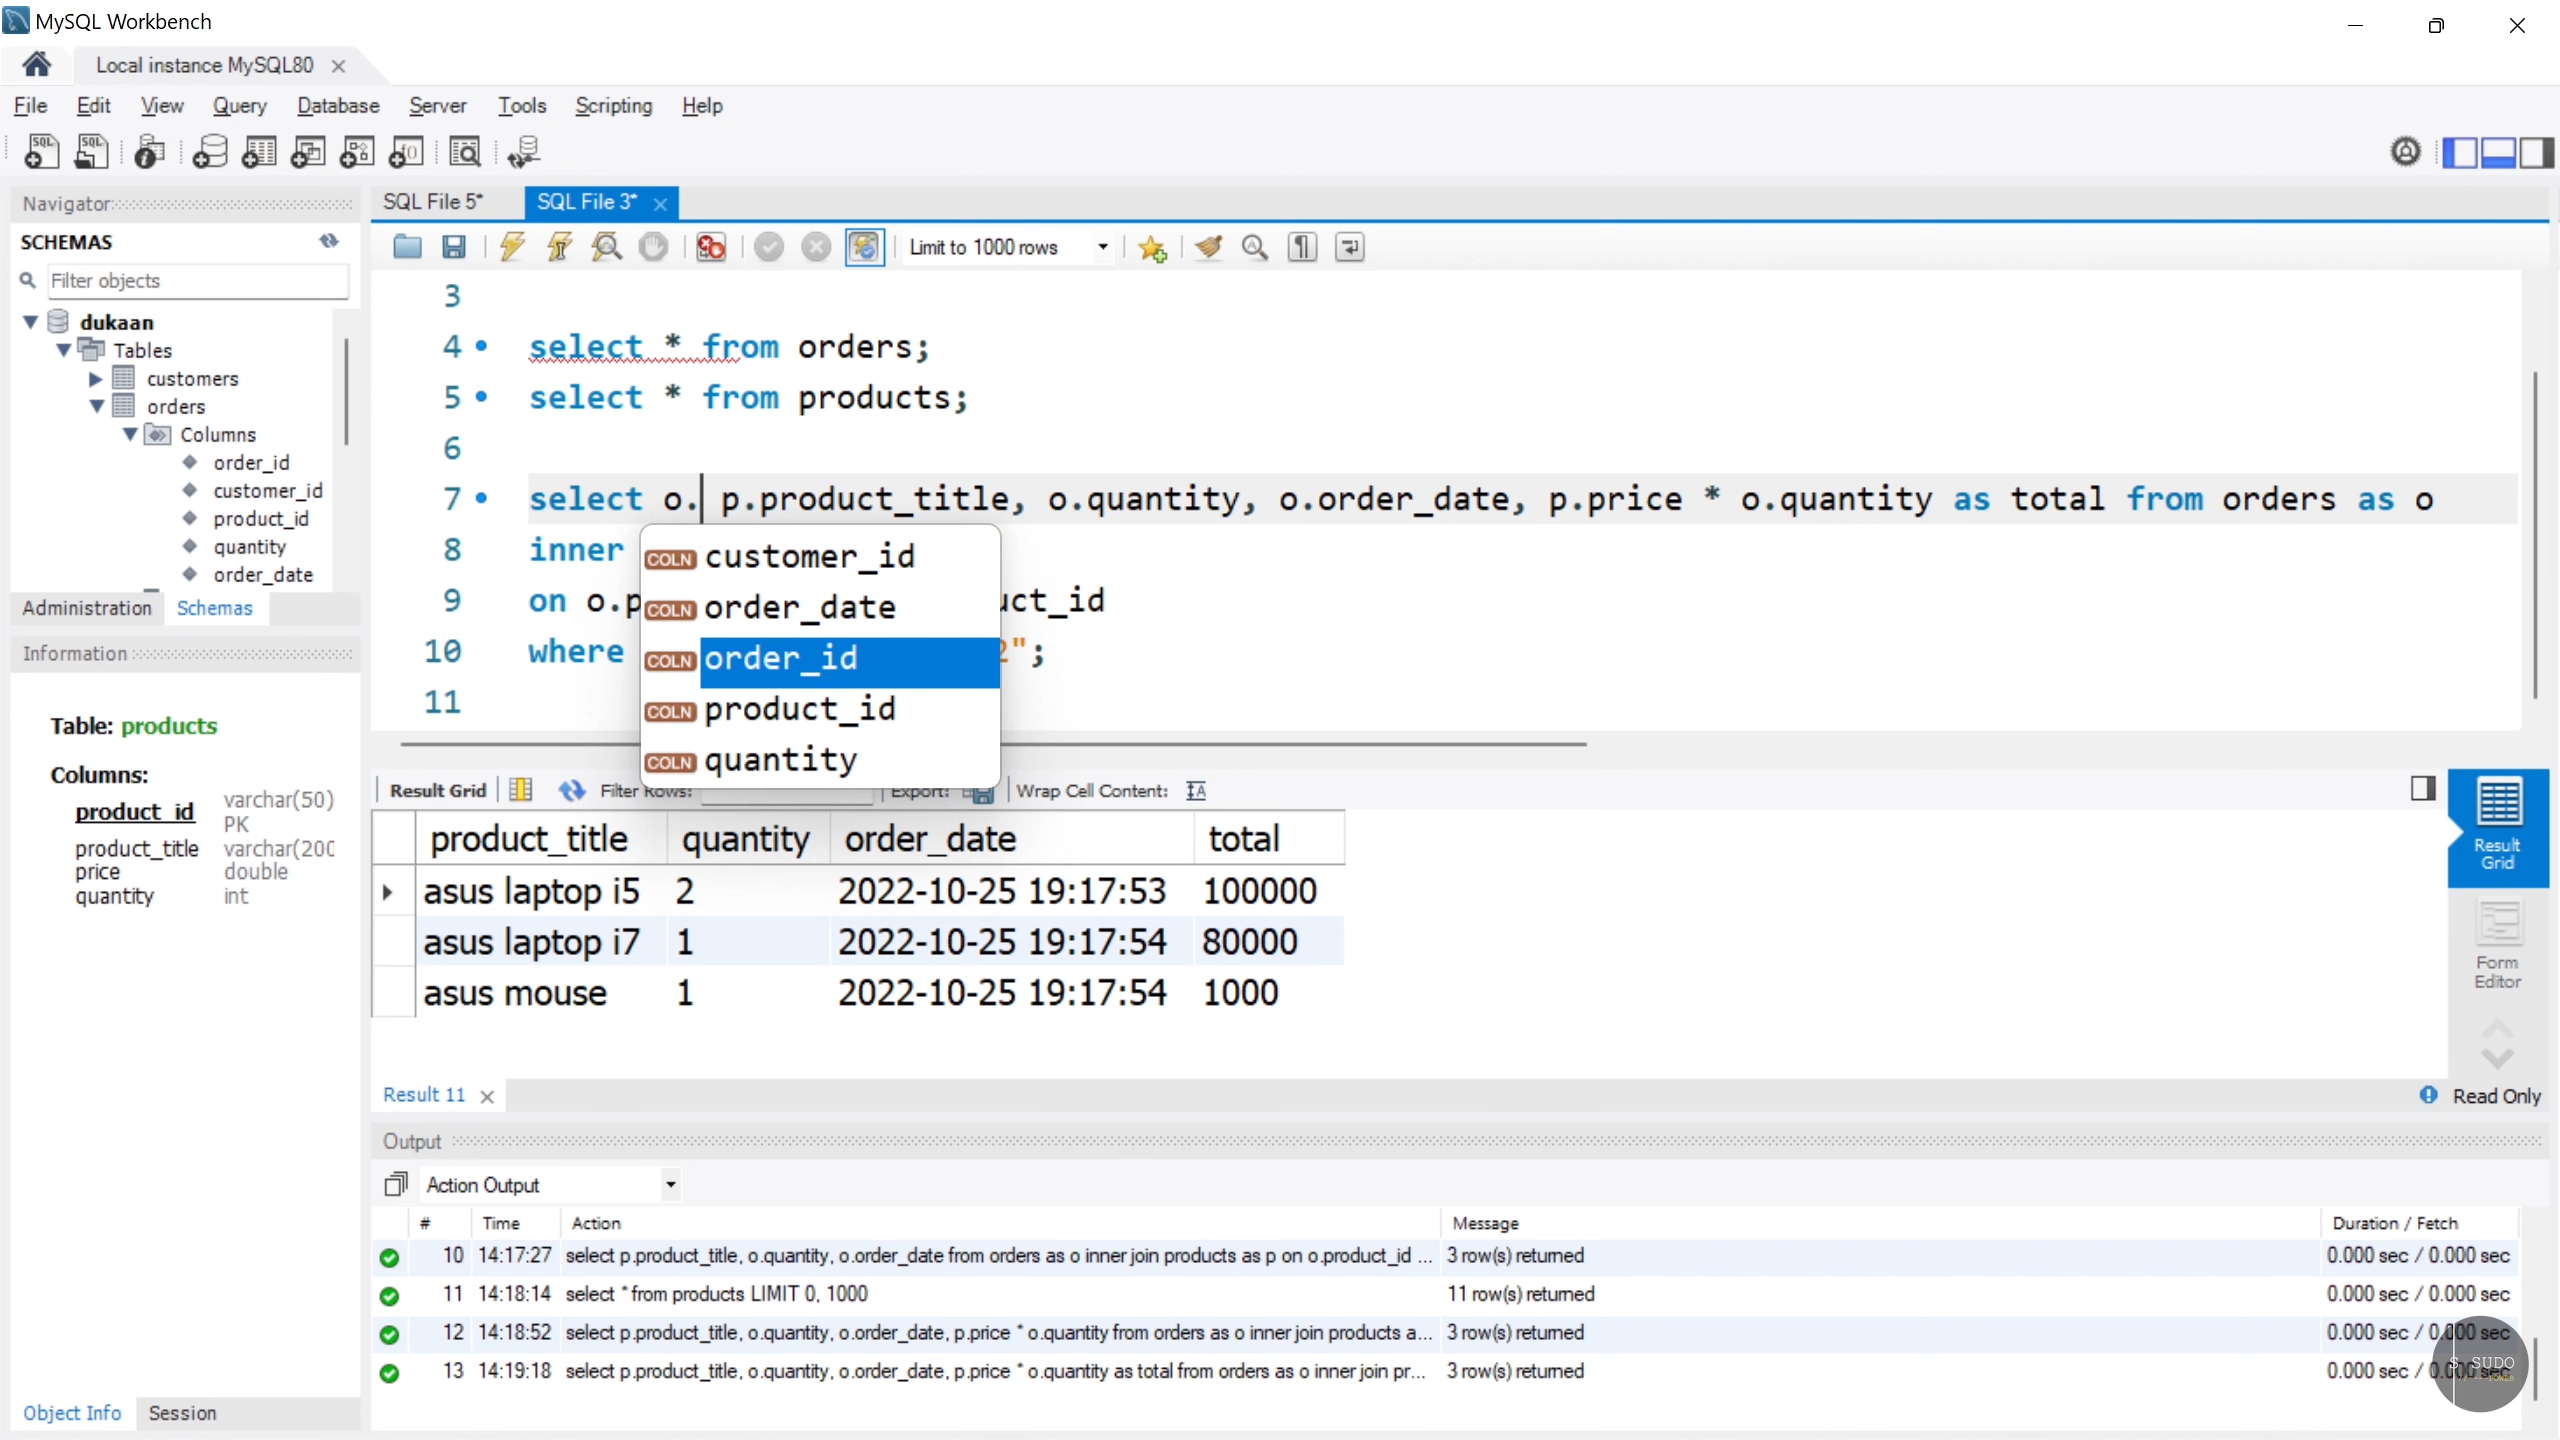 MySQL Workbench
Local instance MySQL80
File Edit View Query Database Server Tools Scripting Help
Navigator
SCHEMAS
Filter objects
dukaan
Tables
customers
orders
Columns
order_id
customer_id
product_id
quantity
order_date
Administration Schemas
Information
Table: products
Columns:
product_id varchar(50) PK
product_title varchar(200
price double
quantity int
Object Info Session
SQL File 5* SQL File 3*
Limit to 1000 rows
3
4 select * from orders;
5 select * from products;
6
7 select o. p.product_title, o.quantity, o.order_date, p.price * o.quantity as total from orders as o
8 inner
9 on o.p uct_id
10 where 2";
11
COLN customer_id
COLN order_date
COLN order_id
COLN product_id
COLN quantity
Result Grid Filter Rows: Export: Wrap Cell Content:
product_title quantity order_date total
asus laptop i5 2 2022-10-25 19:17:53 100000
asus laptop i7 1 2022-10-25 19:17:54 80000
asus mouse 1 2022-10-25 19:17:54 1000
Result Grid
Form Editor
Result 11
Read Only
Output
Action Output
# Time Action Message Duration / Fetch
10 14:17:27 select p.product_title, o.quantity, o.order_date from orders as o inner join products as p on o.product_id ... 3 row(s) returned 0.000 sec / 0.000 sec
11 14:18:14 select * from products LIMIT 0, 1000 11 row(s) returned 0.000 sec / 0.000 sec
12 14:18:52 select p.product_title, o.quantity, o.order_date, p.price * o.quantity from orders as o inner join products a... 3 row(s) returned 0.000 sec / 0.000 sec
13 14:19:18 select p.product_title, o.quantity, o.order_date, p.price * o.quantity as total from orders as o inner join pr... 3 row(s) returned 0.000 sec / 0.000 sec
S SUDO